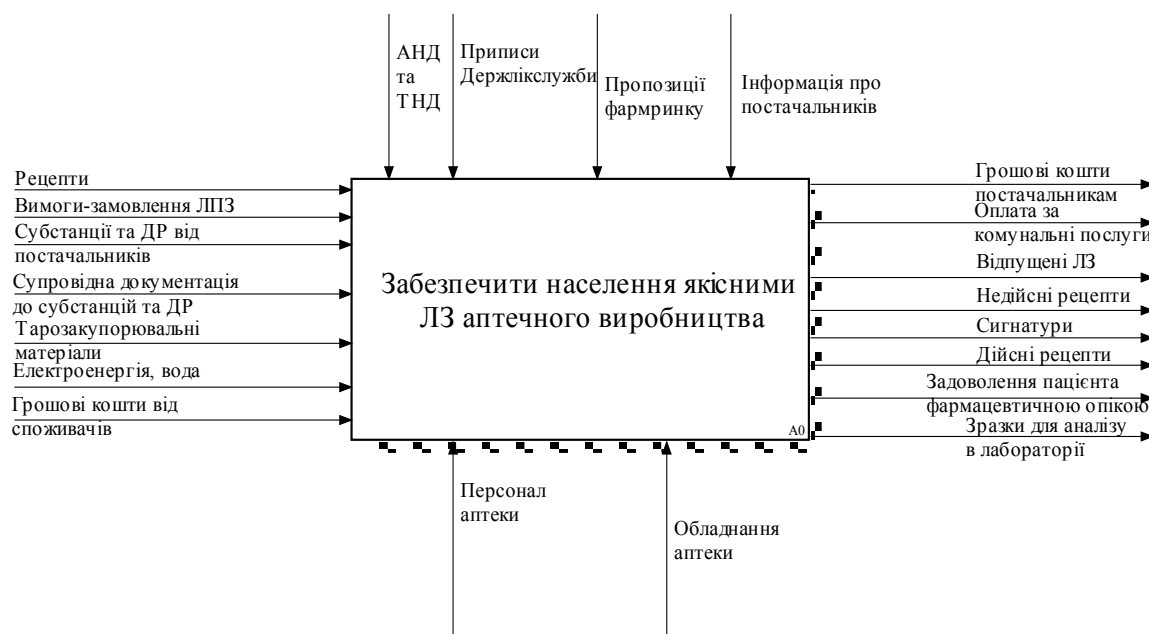 АНД
та
ТНД
Приписи
Держлікслужби
Пропозиції
фармринку
Інформація про
постачальників
Рецепти
Вимоги-замовлення ЛПЗ
Субстанції та ДР від
постачальників
Супровідна документація
до субстанцій та ДР
Тарозакупорювальні
матеріали
Електроенергія, вода
Грошові кошти від
споживачів
Забезпечити населення якісними
ЛЗ аптечного виробництва
A0
Грошові кошти
постачальникам
Оплата за
комунальні послуги
Відпущені ЛЗ
Недійсні рецепти
Сигнатури
Дійсні рецепти
Задоволення пацієнта
фармацевтичною опікою
Зразки для аналізу
в лабораторії
Персонал
аптеки
Обладнання
аптеки